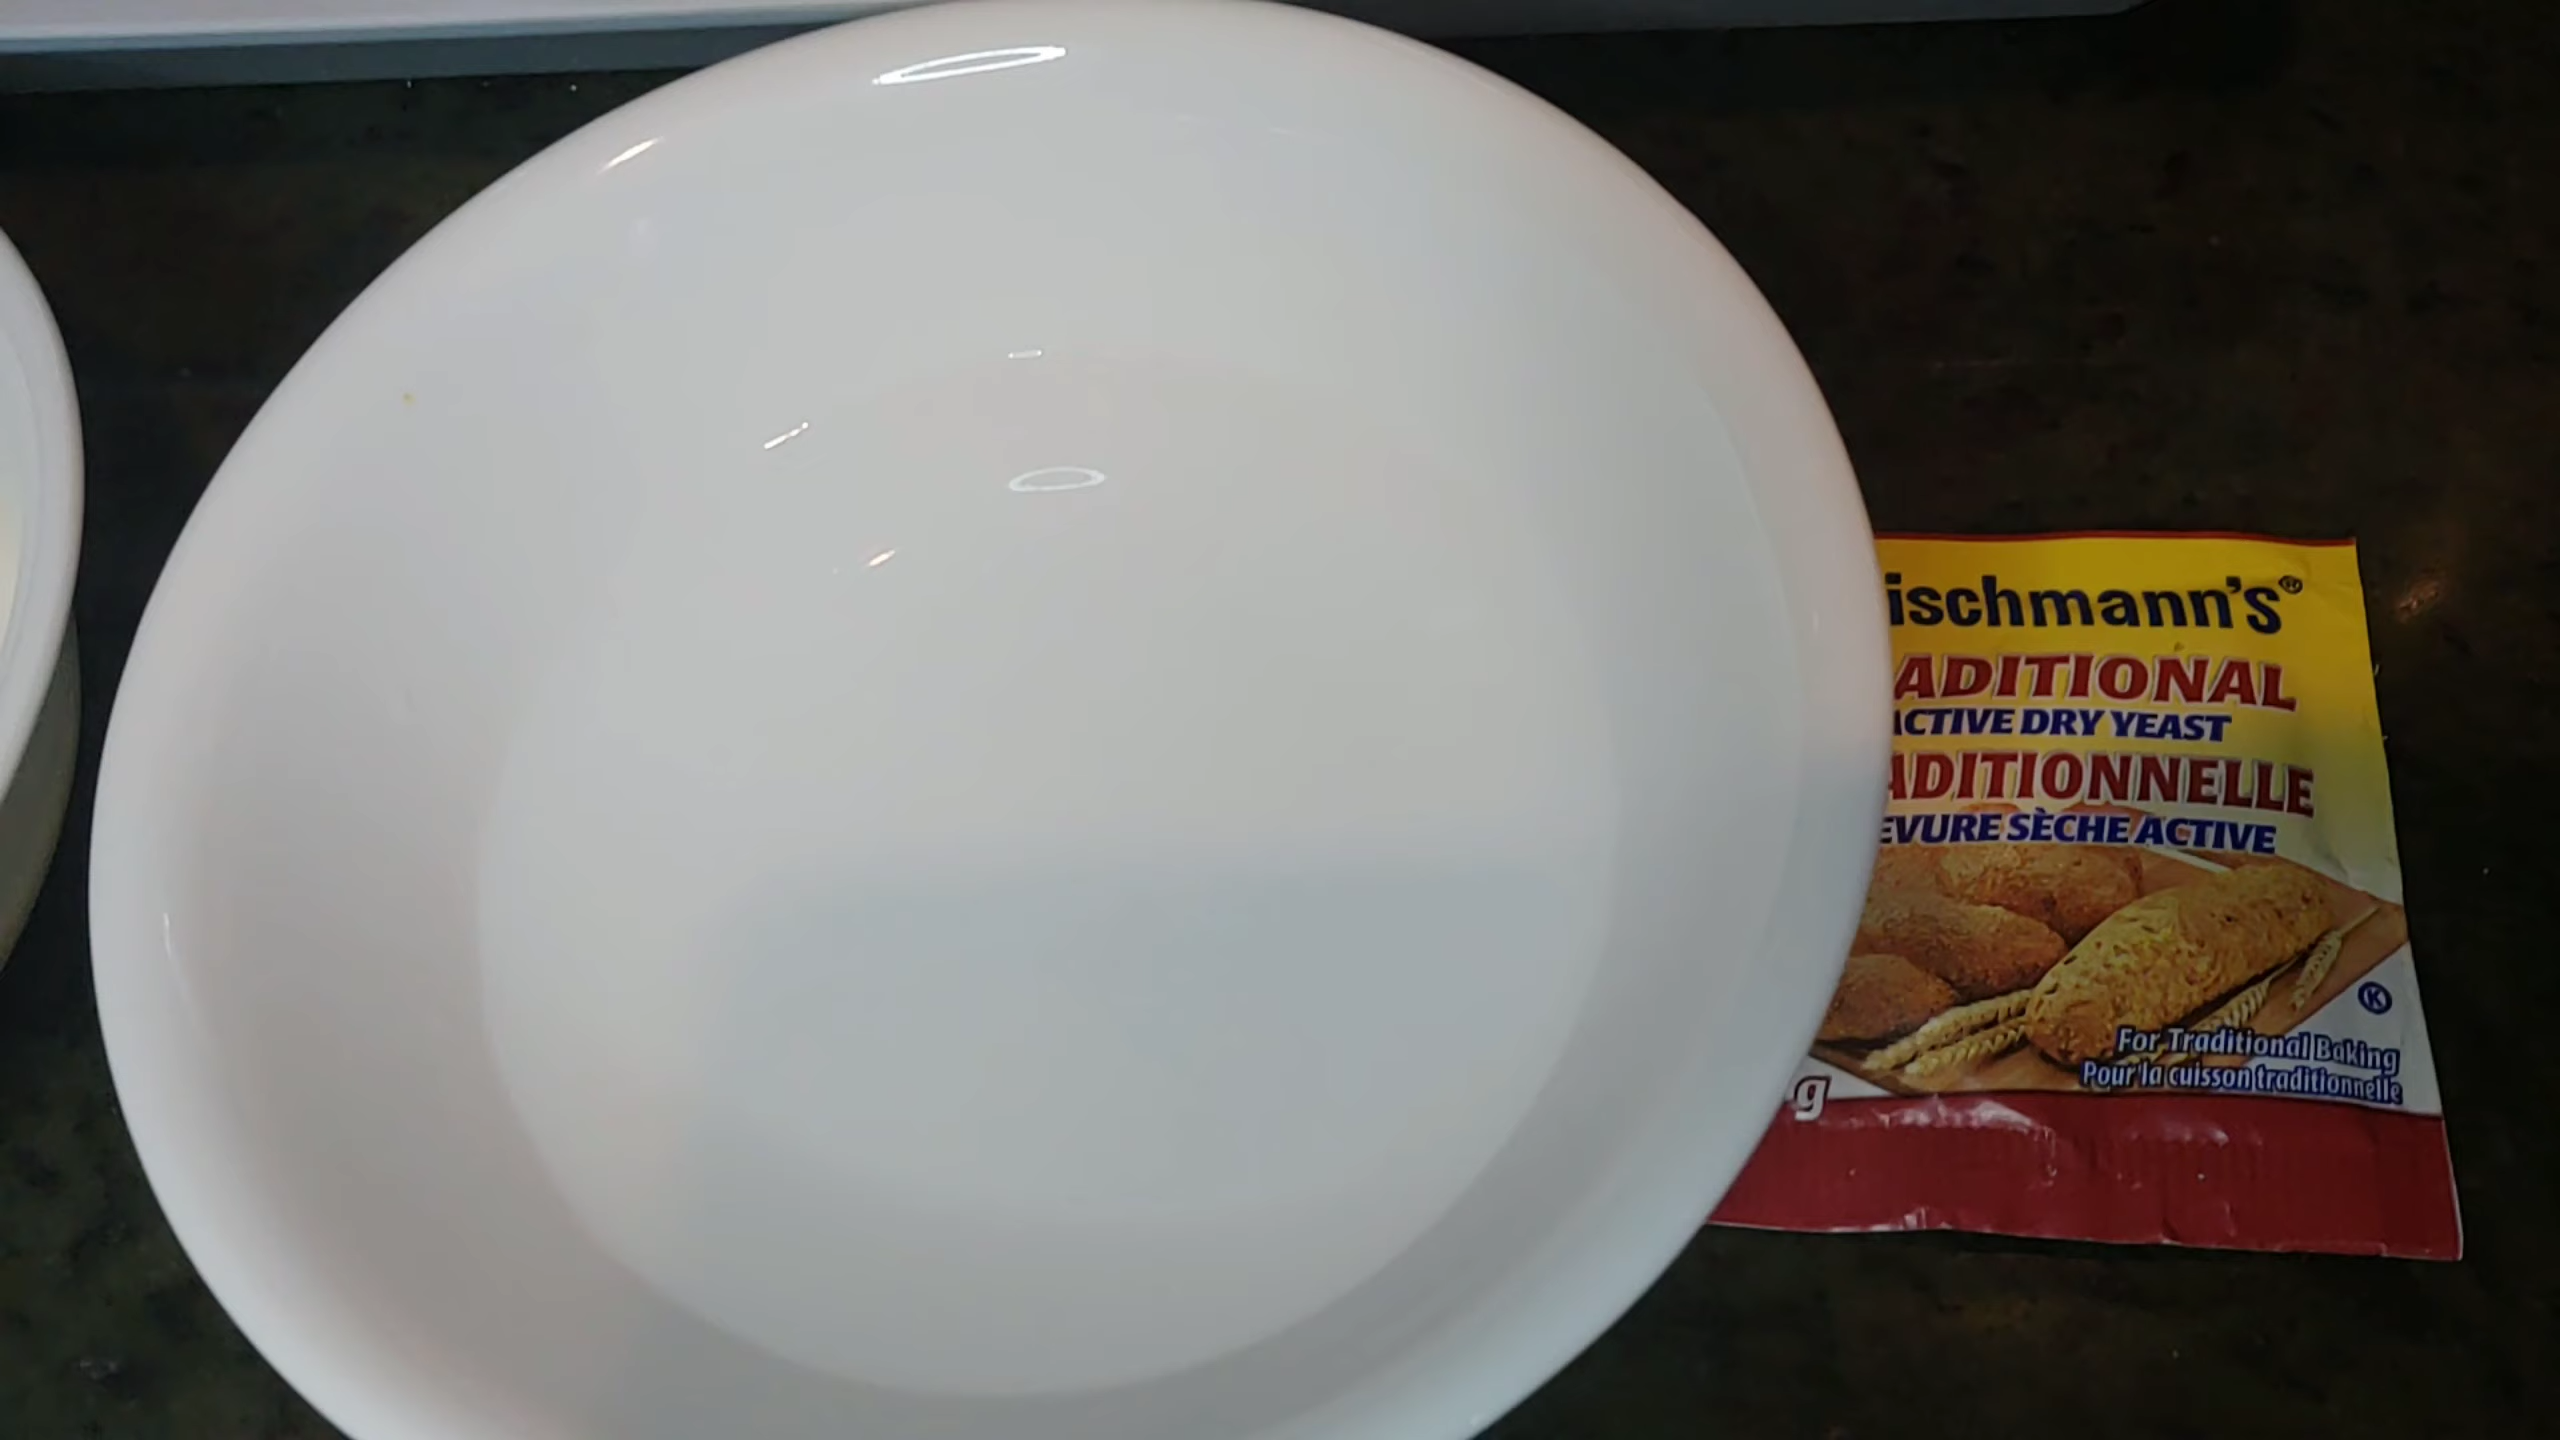 ischmann's®
ADITIONAL
ACTIVE DRY YEAST
ADITIONNELLE
EVURE SÈCHE ACTIVE
K
For Traditional Baking
Pour la cuisson traditionnelle
g